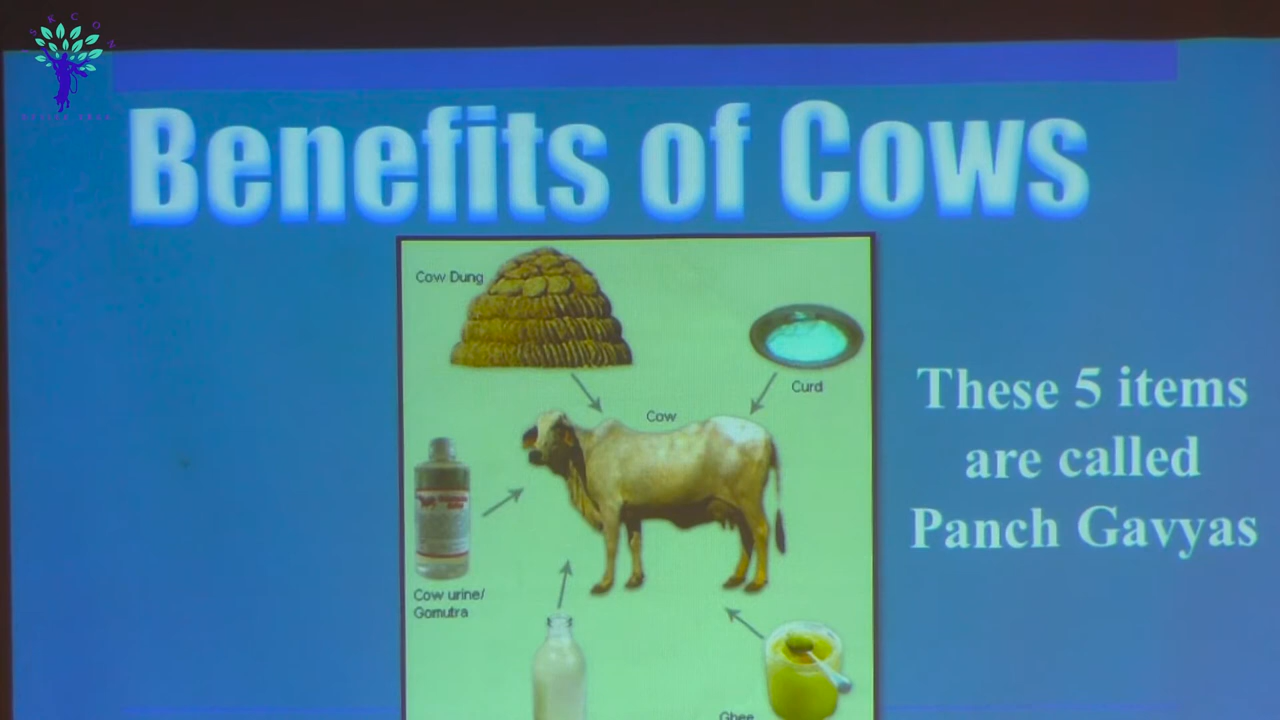 Benefits of Cows
Cow Dung
Curd
Cow
Cow urine/
Gomutra
Ghee
These 5 items
are called
Panch Gavyas